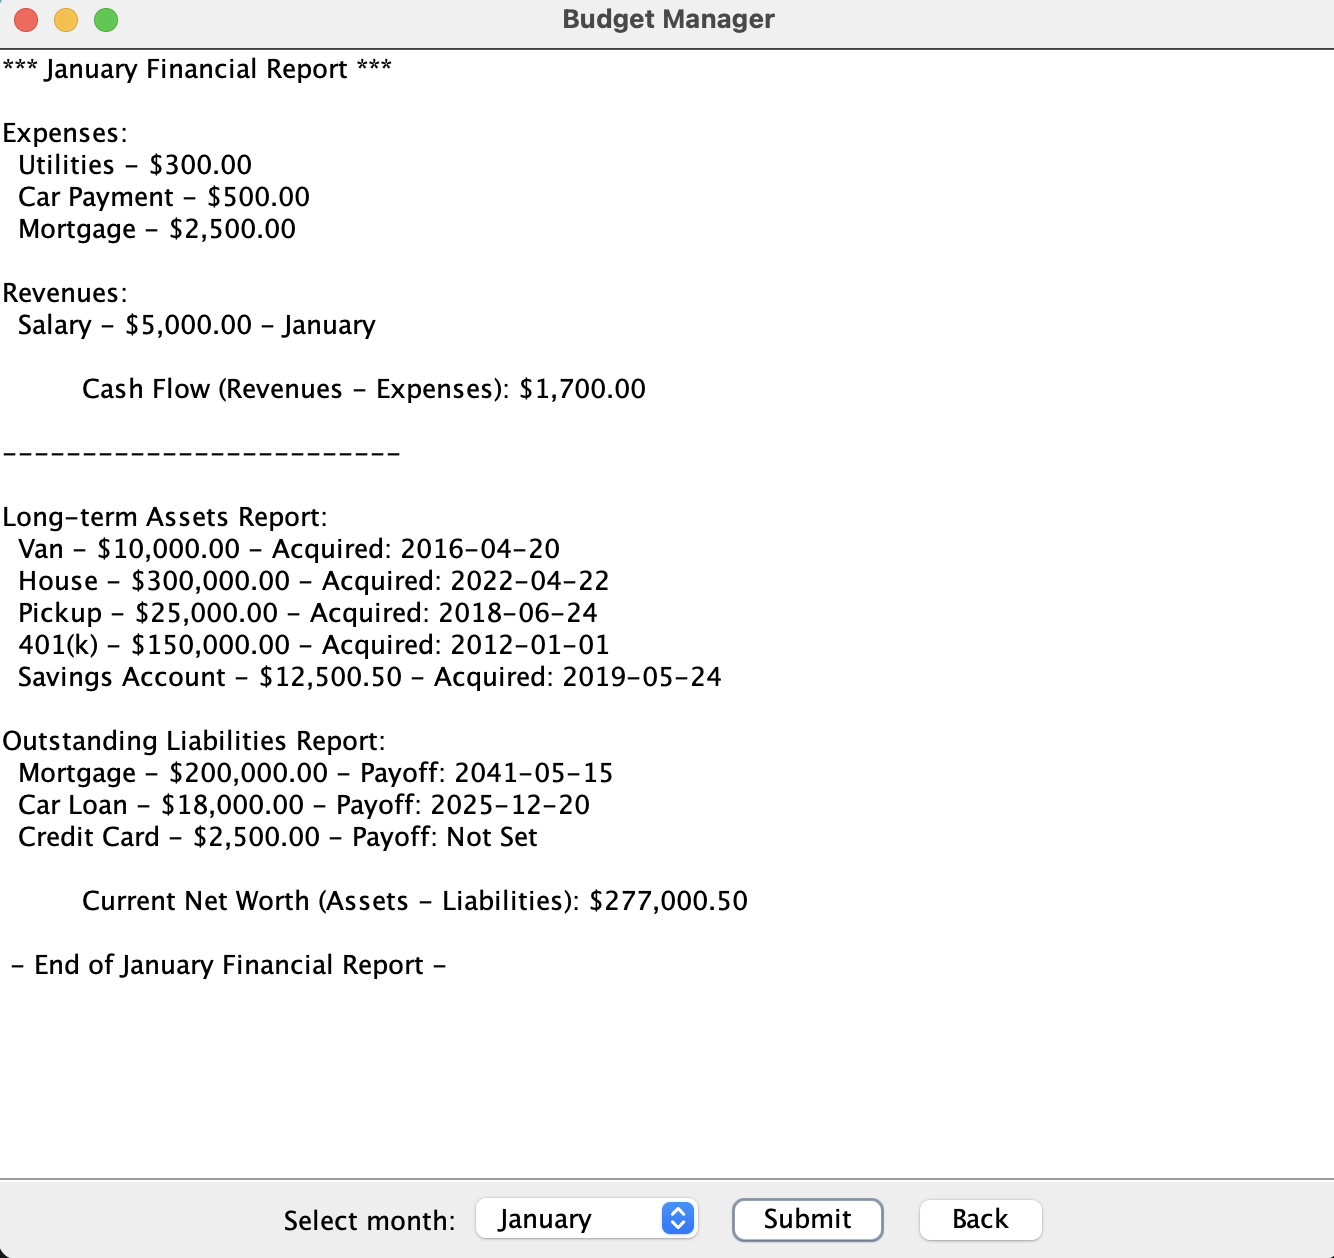 Budget Manager
*** January Financial Report ***
Expenses:
Utilities - $300.00
Car Payment - $500.00
Mortgage - $2,500.00
Revenues:
Salary - $5,000.00 - January
Cash Flow (Revenues - Expenses): $1,700.00
-------------------------
Long-term Assets Report:
Van - $10,000.00 - Acquired: 2016-04-20
House - $300,000.00 - Acquired: 2022-04-22
Pickup - $25,000.00 - Acquired: 2018-06-24
401(k) - $150,000.00 - Acquired: 2012-01-01
Savings Account - $12,500.50 - Acquired: 2019-05-24
Outstanding Liabilities Report:
Mortgage - $200,000.00 - Payoff: 2041-05-15
Car Loan - $18,000.00 - Payoff: 2025-12-20
Credit Card - $2,500.00 - Payoff: Not Set
Current Net Worth (Assets - Liabilities): $277,000.50
- End of January Financial Report -
Select month: January Submit Back